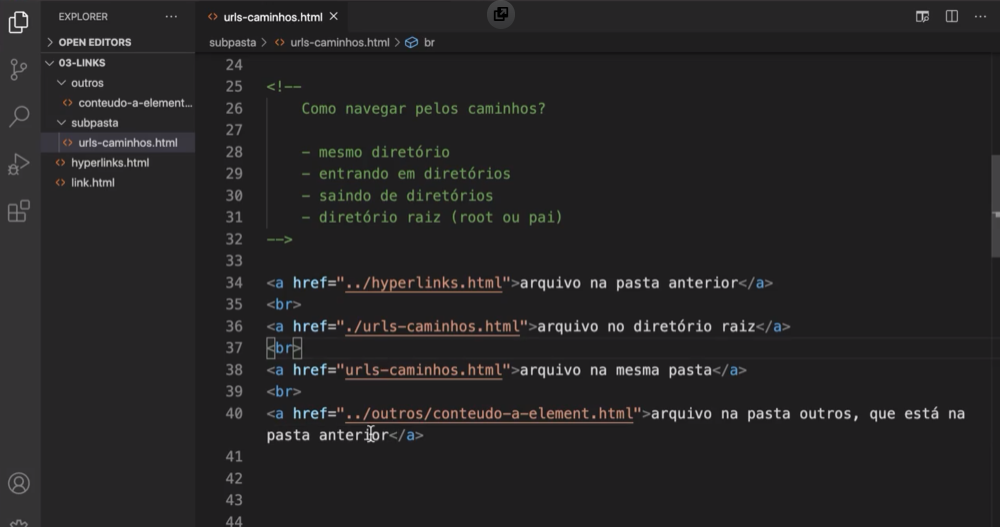 EXPLORER
OPEN EDITORS
03-LINKS
outros
conteudo-a-element...
subpasta
urls-caminhos.html
hyperlinks.html
link.html
urls-caminhos.html
subpasta > urls-caminhos.html > br
24
25 <!--
26 Como navegar pelos caminhos?
27
28 - mesmo diretório
29 - entrando em diretórios
30 - saindo de diretórios
31 - diretório raiz (root ou pai)
32 -->
33
34 <a href="../hyperlinks.html">arquivo na pasta anterior</a>
35 <br>
36 <a href="./urls-caminhos.html">arquivo no diretório raiz</a>
37 <br>
38 <a href="urls-caminhos.html">arquivo na mesma pasta</a>
39 <br>
40 <a href="../outros/conteudo-a-element.html">arquivo na pasta outros, que está na
pasta anterior</a>
41
42
43
44